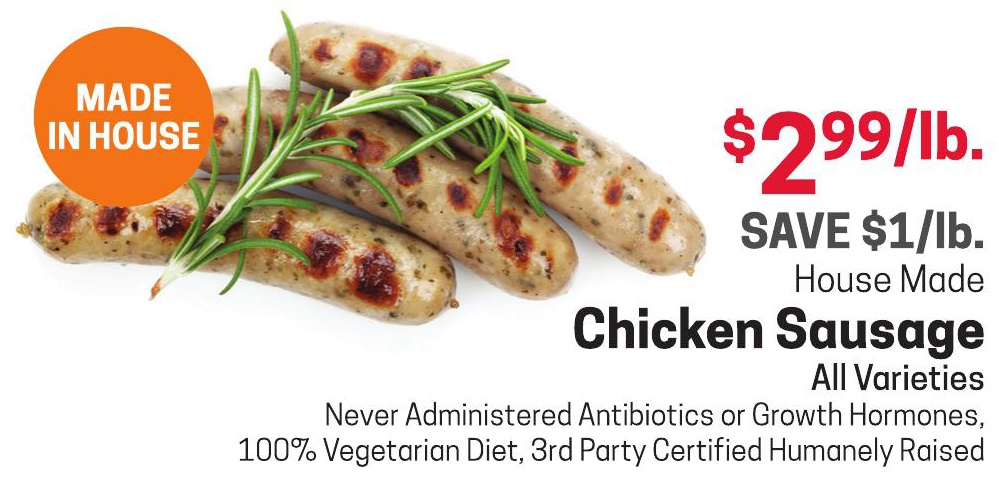 MADE
IN HOUSE
$2.99/lb.
SAVE $1/lb.
House Made
Chicken Sausage
All Varieties
Never Administered Antibiotics or Growth Hormones,
100% Vegetarian Diet, 3rd Party Certified Humanely Raised